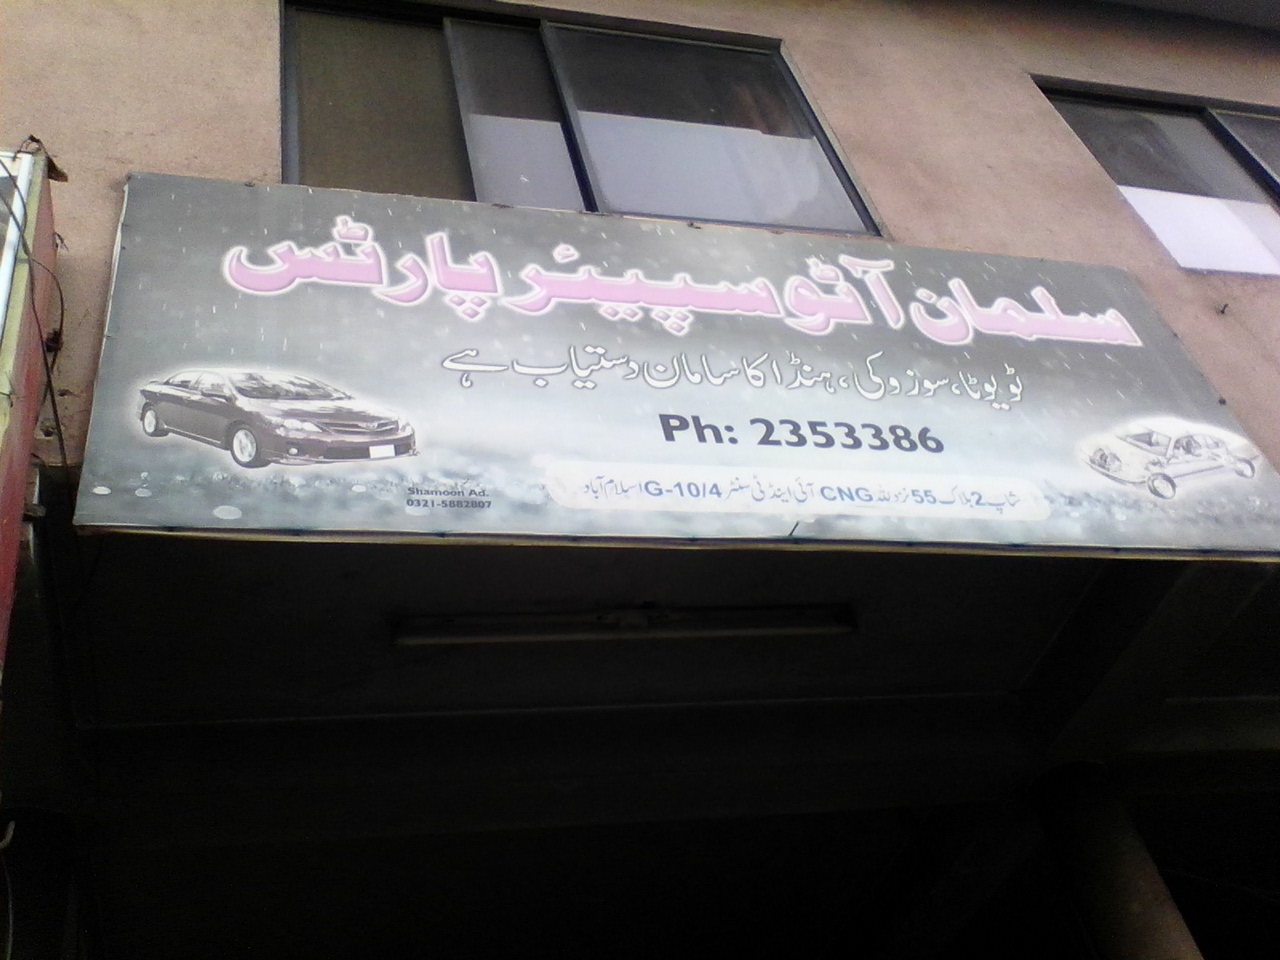 سلمان آٹو سپیئر پارٹس
ٹویوٹا، سوزوکی، ہنڈا کا سامان دستیاب ہے
Ph: 2353386
شاپ 2 بلاک 55 نزد اللہ CNG آئی اینڈ ٹی سنٹر G-10/4 اسلام آباد
Shamoon Ad.
0321-5882807